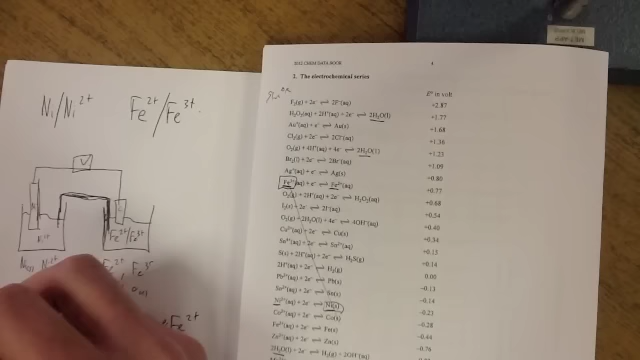 Ni/Ni²⁺ Fe²⁺/Fe³⁺
V
Fe²⁺/Fe³⁺
Fe²⁺
2012 CHEM DATA BOOK 4
1. The electrochemical series
E° in volt
F₂(g) + 2e⁻ ⇌ 2F⁻(aq) +2.87
H₂O₂(aq) + 2H⁺(aq) + 2e⁻ ⇌ 2H₂O(l) +1.77
Au⁺(aq) + e⁻ ⇌ Au(s) +1.68
Cl₂(g) + 2e⁻ ⇌ 2Cl⁻(aq) +1.36
O₂(g) + 4H⁺(aq) + 4e⁻ ⇌ 2H₂O(l) +1.23
Br₂(l) + 2e⁻ ⇌ 2Br⁻(aq) +1.09
Ag⁺(aq) + e⁻ ⇌ Ag(s) +0.80
Fe³⁺(aq) + e⁻ ⇌ Fe²⁺(aq) +0.77
O₂(g) + 2H⁺(aq) + 2e⁻ ⇌ H₂O₂(aq) +0.68
I₂(s) + 2e⁻ ⇌ 2I⁻(aq) +0.54
O₂(g) + 2H₂O(l) + 4e⁻ ⇌ 4OH⁻(aq) +0.40
Cu²⁺(aq) + 2e⁻ ⇌ Cu(s) +0.34
Sn⁴⁺(aq) + 2e⁻ ⇌ Sn²⁺(aq) +0.15
S(s) + 2H⁺(aq) + 2e⁻ ⇌ H₂S(g) +0.14
2H⁺(aq) + 2e⁻ ⇌ H₂(g) 0.00
Pb²⁺(aq) + 2e⁻ ⇌ Pb(s) −0.13
Sn²⁺(aq) + 2e⁻ ⇌ Sn(s) −0.14
Ni²⁺(aq) + 2e⁻ ⇌ Ni(s) −0.23
Co²⁺(aq) + 2e⁻ ⇌ Co(s) −0.28
Fe²⁺(aq) + 2e⁻ ⇌ Fe(s) −0.44
Zn²⁺(aq) + 2e⁻ ⇌ Zn(s) −0.76
2H₂O(l) + 2e⁻ ⇌ H₂(g) + 2OH⁻(aq)